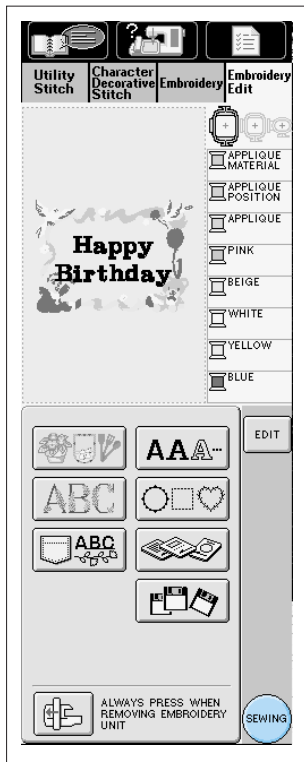 Utility
Stitch
Character
Decorative
Stitch
Embroidery
Embroidery
Edit
APPLIQUE
MATERIAL
APPLIQUE
POSITION
APPLIQUE
PINK
BEIGE
WHITE
YELLOW
BLUE
Happy
Birthday
EDIT
AAA
ABC
ABC
ALWAYS PRESS WHEN
REMOVING EMBROIDERY
UNIT
SEWING